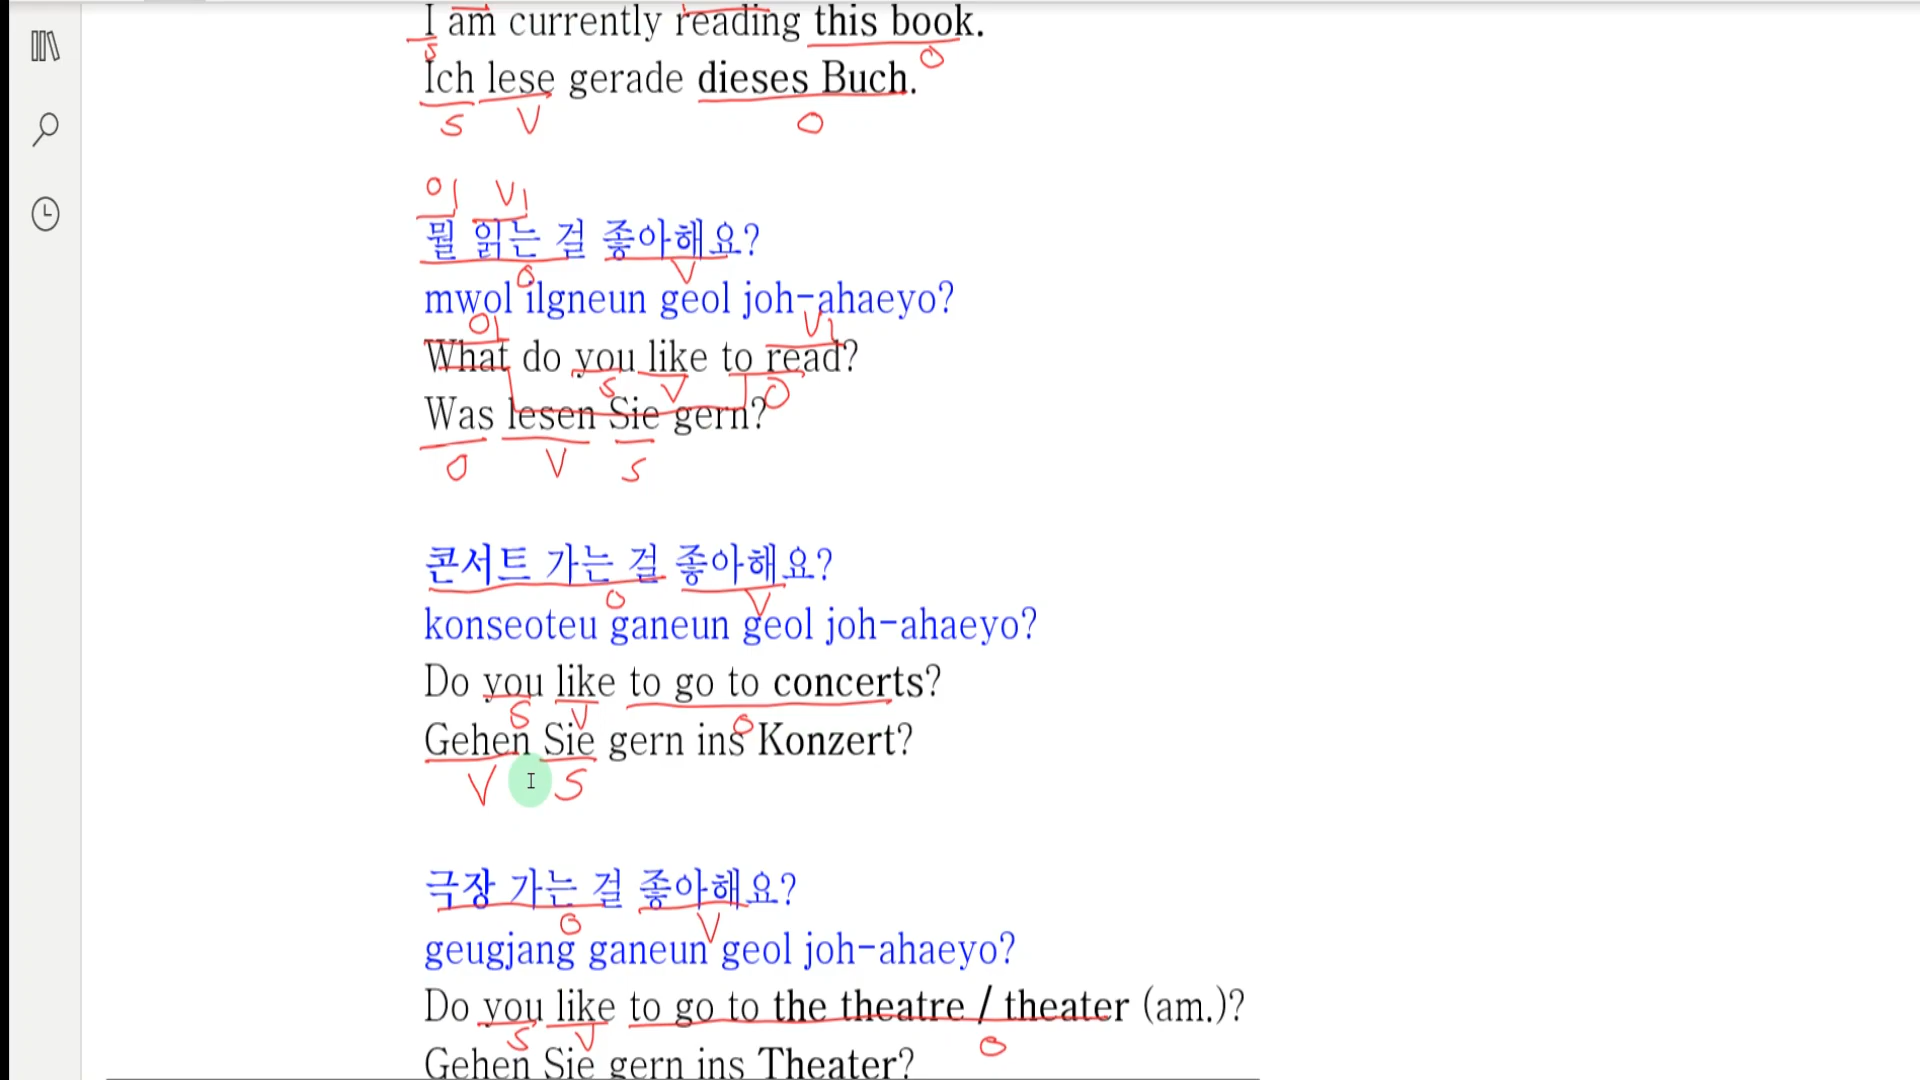 I am currently reading this book.
S
O
Ich lese gerade dieses Buch.
S V O
O1 V1
뭘 읽는 걸 좋아해요?
O V
mwol ilgneun geol joh-ahaeyo?
O1 V1
What do you like to read?
S V O
Was lesen Sie gern?
O V S
콘서트 가는 걸 좋아해요?
O V
konseoteu ganeun geol joh-ahaeyo?
Do you like to go to concerts?
S V O
Gehen Sie gern ins Konzert?
V S
극장 가는 걸 좋아해요?
O V
geugjang ganeun geol joh-ahaeyo?
Do you like to go to the theatre / theater (am.)?
S V O
Gehen Sie gern ins Theater?